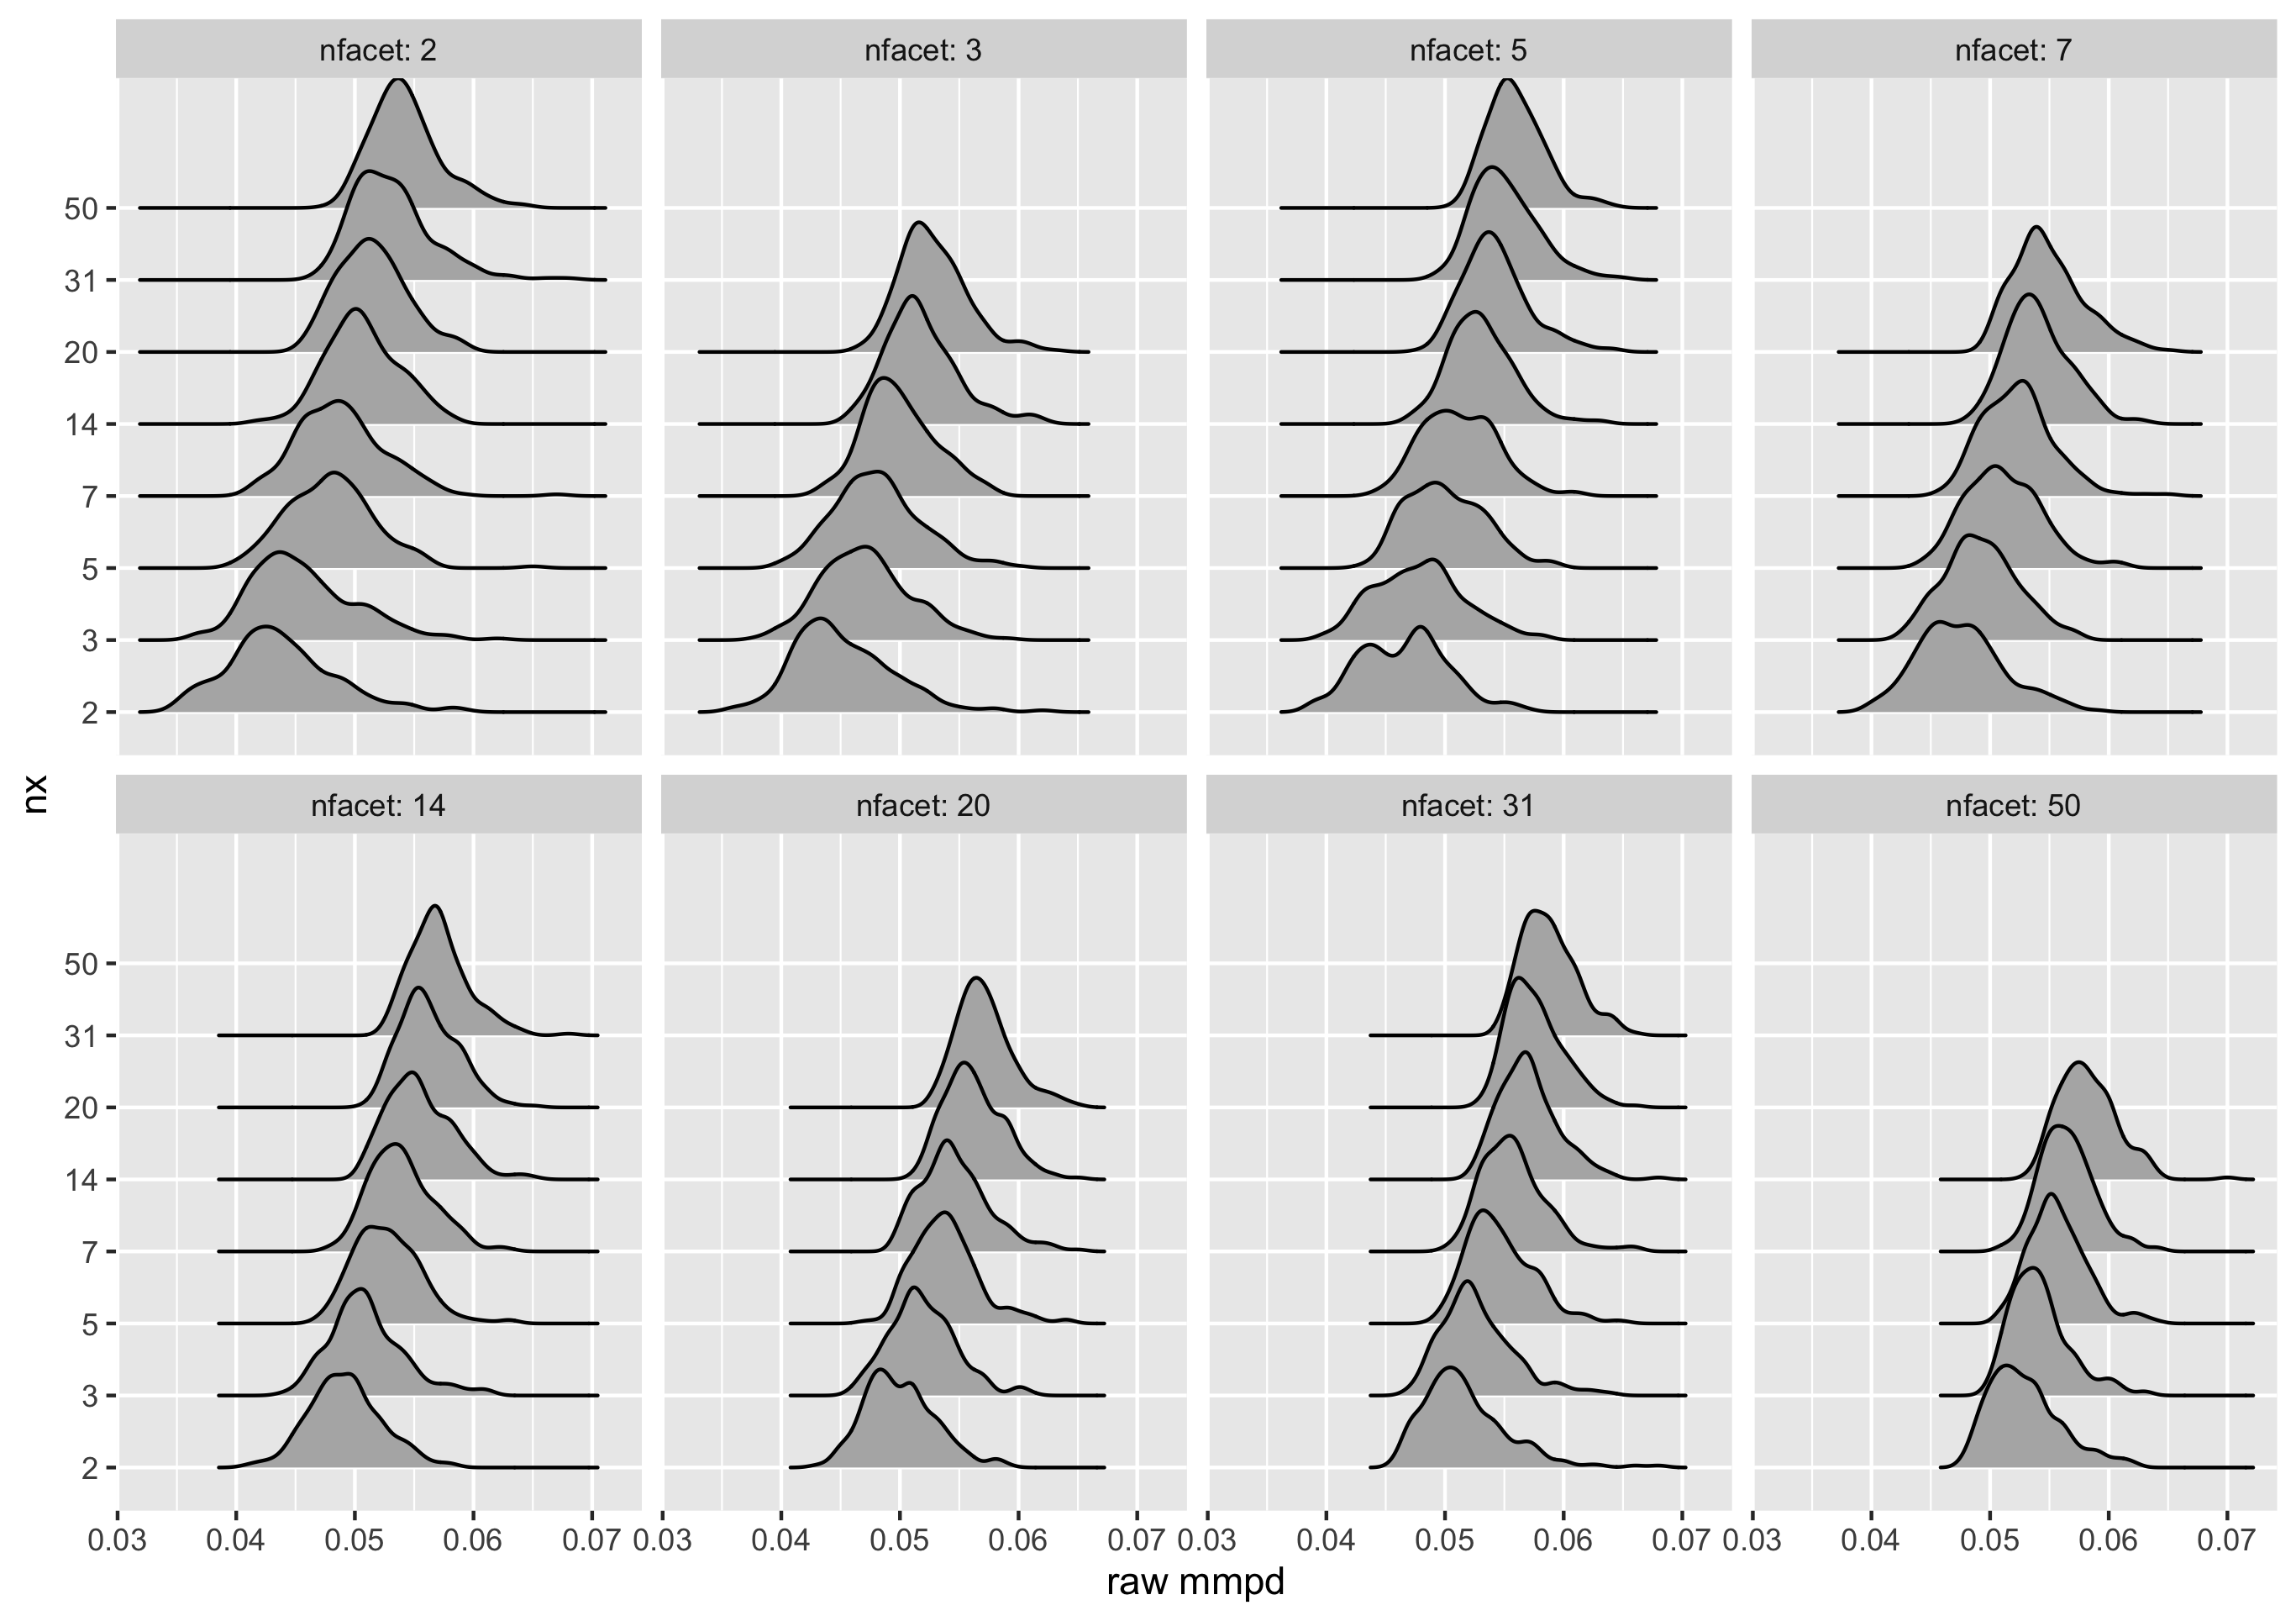 nfacet: 2
nfacet: 3
nfacet: 5
nfacet: 7
50
31
20
14
7
5
3
2
nx
nfacet: 14
nfacet: 20
nfacet: 31
nfacet: 50
50
31
20
14
7
5
3
2
0.03 0.04 0.05 0.06 0.07 0.03 0.04 0.05 0.06 0.07 0.03 0.04 0.05 0.06 0.07 0.03 0.04 0.05 0.06 0.07
raw mmpd